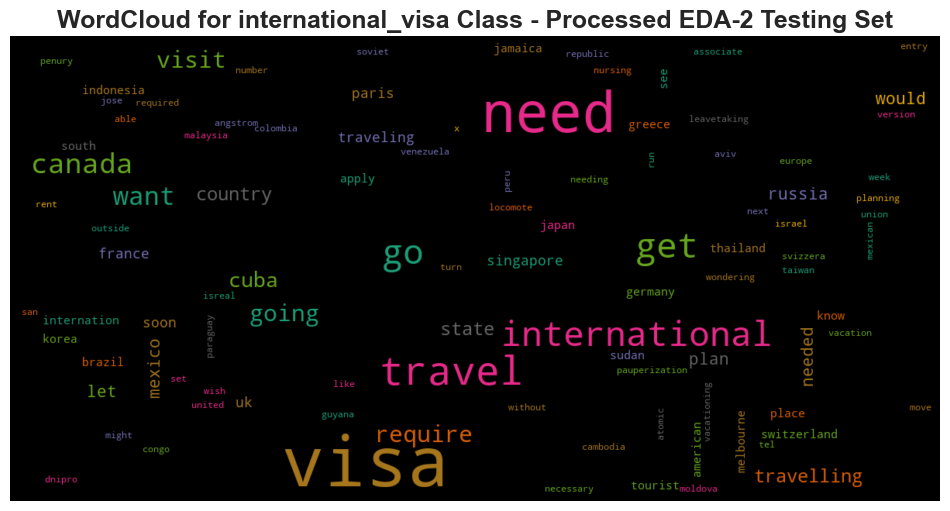 WordCloud for international_visa Class - Processed EDA-2 Testing Set
penury
visit
number
soviet
jamaica
republic
associate
entry
nursing
see
indonesia
jose
required
able
paris
need
would
version
angstrom
colombia
malaysia
traveling
venezuela
greece
leavetaking
south
canada
apply
peru
needing
run
aviv
europe
week
rent
want
country
locomote
russia
planning
next
union
outside
japan
israel
mexican
france
go
turn
singapore
get
thailand
svizzera
taiwan
wondering
cuba
isreal
germany
san
internation
soon
going
paraguay
state
international
know
vacation
korea
brazil
mexico
set
wish
united
like
travel
sudan
pauperization
plan
needed
let
uk
guyana
without
atomic
vacationing
place
move
might
congo
require
visa
cambodia
american
melbourne
switzerland
tel
dnipro
necessary
tourist
moldova
travelling
x